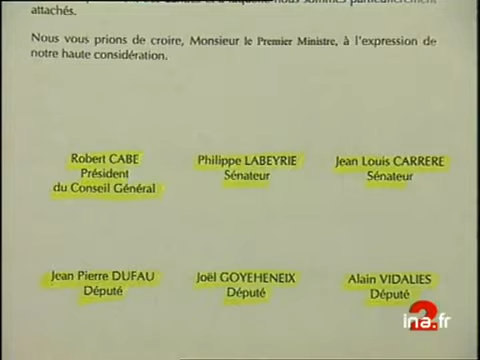 attachés.
Nous vous prions de croire, Monsieur le Premier Ministre, à l'expression de
notre haute considération.
Robert CABE
Président
du Conseil Général
Philippe LABEYRIE
Sénateur
Jean Louis CARRERE
Sénateur
Jean Pierre DUFAU
Député
Joël GOYEHENEIX
Député
Alain VIDALIES
Député
2
ina.fr